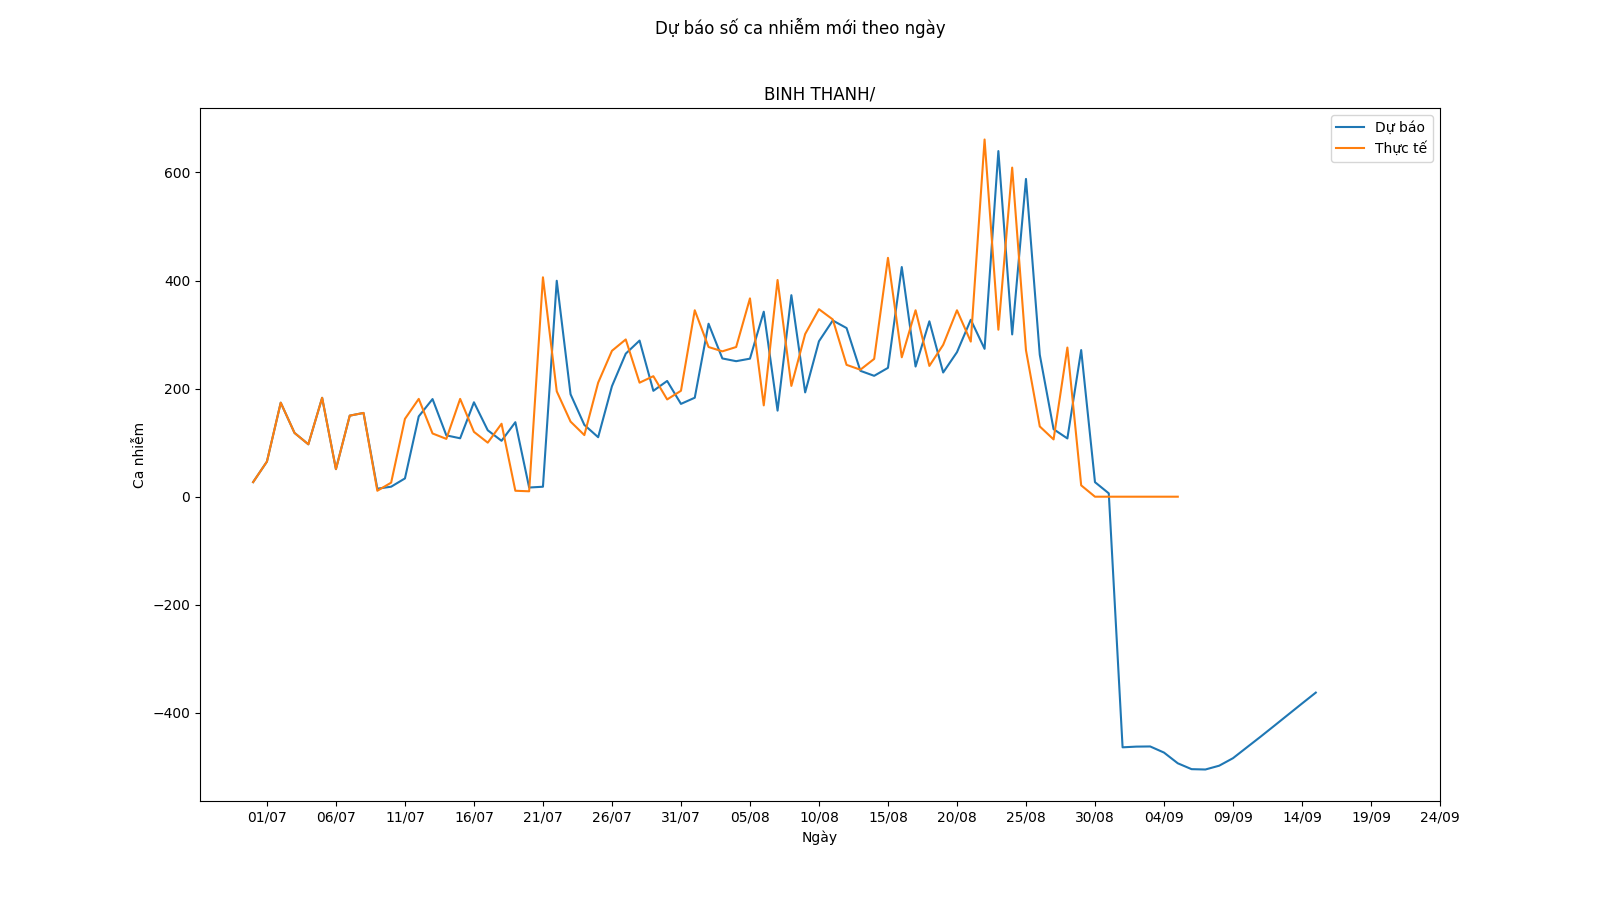 Dự báo số ca nhiễm mới theo ngày
BINH THANH/
Dự báo
Thực tế
600
400
200
0
−200
−400
Ca nhiễm
01/07 06/07 11/07 16/07 21/07 26/07 31/07 05/08 10/08 15/08 20/08 25/08 30/08 04/09 09/09 14/09 19/09 24/09
Ngày